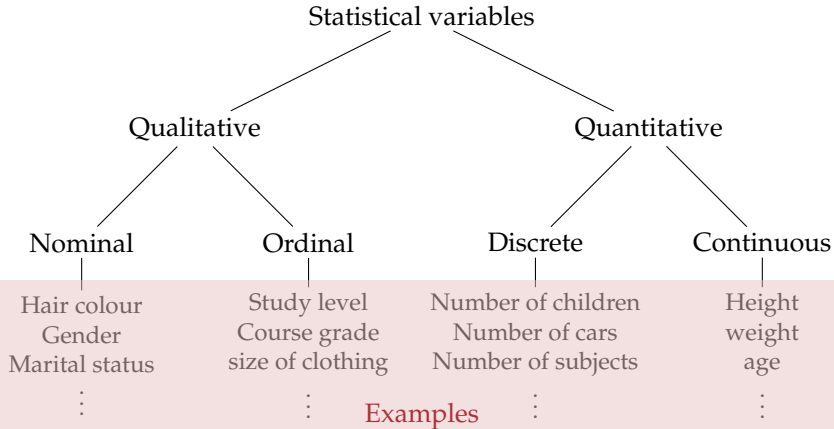 Statistical variables
Qualitative Quantitative
Nominal Ordinal Discrete Continuous
Hair colour Study level Number of children Height
Gender Course grade Number of cars weight
Marital status size of clothing Number of subjects age
⋮ ⋮ ⋮ ⋮
Examples